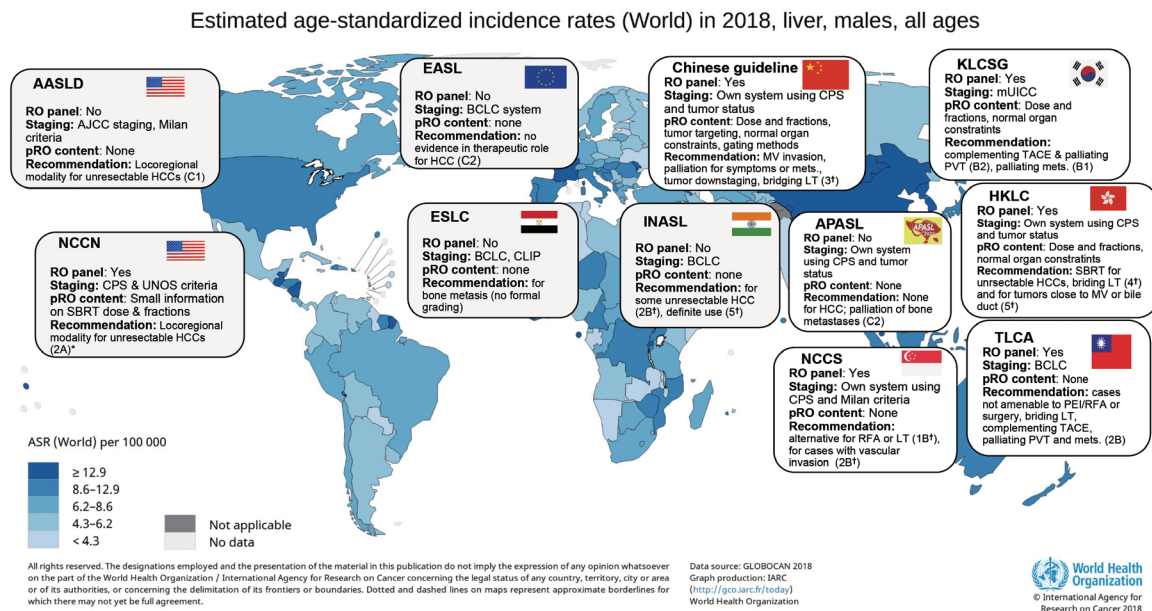 Estimated age-standardized incidence rates (World) in 2018, liver, males, all ages
AASLD
RO panel: No
Staging: AJCC staging, Milan
criteria
pRO content: None
Recommendation: Locoregional
modality for unresectable HCCs (C1)
EASL
RO panel: No
Staging: BCLC system
pRO content: none
Recommendation: no
evidence in therapeutic role
for HCC (C2)
Chinese guideline
RO panel: Yes
Staging: Own system using CPS
and tumor status
pRO content: Dose and fractions,
tumor targeting, normal organ
constraints, gating methods
Recommendation: MV invasion,
palliation for symptoms or mets.,
tumor downstaging, bridging LT (3†)
KLCSG
RO panel: Yes
Staging: mUICC
pRO content: Dose and
fractions, normal organ
constratints
Recommendation:
complementing TACE & palliating
PVT (B2), palliating mets. (B1)
NCCN
RO panel: Yes
Staging: CPS & UNOS criteria
pRO content: Small information
on SBRT dose & fractions
Recommendation: Locoregional
modality for unresectable HCCs
(2A)*
ESLC
RO panel: No
Staging: BCLC, CLIP
pRO content: none
Recommendation: for
bone metasis (no formal
grading)
INASL
RO panel: No
Staging: BCLC
pRO content: none
Recommendation: for
some unresectable HCC
(2B†), definite use (5†)
APASL
RO panel: No
Staging: Own system
using CPS and tumor
status
pRO content: None
Recommendation: None
for HCC; palliation of bone
metastases (C2)
APASL
HKLC
RO panel: Yes
Staging: Own system using CPS
and tumor status
pRO content: Dose and fractions,
normal organ constraints
Recommendation: SBRT for
unsectable HCCs, briding LT (4†)
and for tumors close to MV or bile
duct (5†)
NCCS
RO panel: Yes
Staging: Own system using
CPS and Milan criteria
pRO content: None
Recommendation:
alternative for RFA or LT (1B†),
for cases with vascular
invasion (2B†)
TLCA
RO panel: Yes
Staging: BCLC
pRO content: None
Recommendation: cases
not amenable to PEI/RFA or
surgery, briding LT,
complementing TACE,
palliating PVT and mets. (2B)
ASR (World) per 100 000
≥ 12.9
8.6–12.9
6.2–8.6
4.3–6.2
< 4.3
Not applicable
No data
All rights reserved. The designations employed and the presentation of the material in this publication do not imply the expression of any opinion whatsoever
on the part of the World Health Organization / International Agency for Research on Cancer concerning the legal status of any country, territory, city or area
or of its authorities, or concerning the delimitation of its frontiers or boundaries. Dotted and dashed lines on maps represent approximate borderlines for
which there may not yet be full agreement.
Data source: GLOBOCAN 2018
Graph production: IARC
(http://gco.iarc.fr/today)
World Health Organization
World Health
Organization
© International Agency for
Research on Cancer 2018